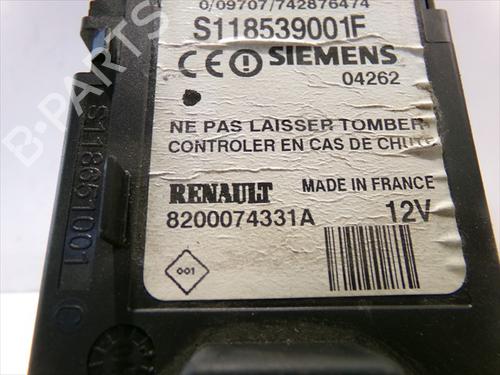 0/09707/742876474
S118539001F
CE SIEMENS
04262
NE PAS LAISSER TOMBER
CONTROLER EN CAS DE CHUTE
RENAULT MADE IN FRANCE
8200074331A 12V
001
S118651001
B-PARTS